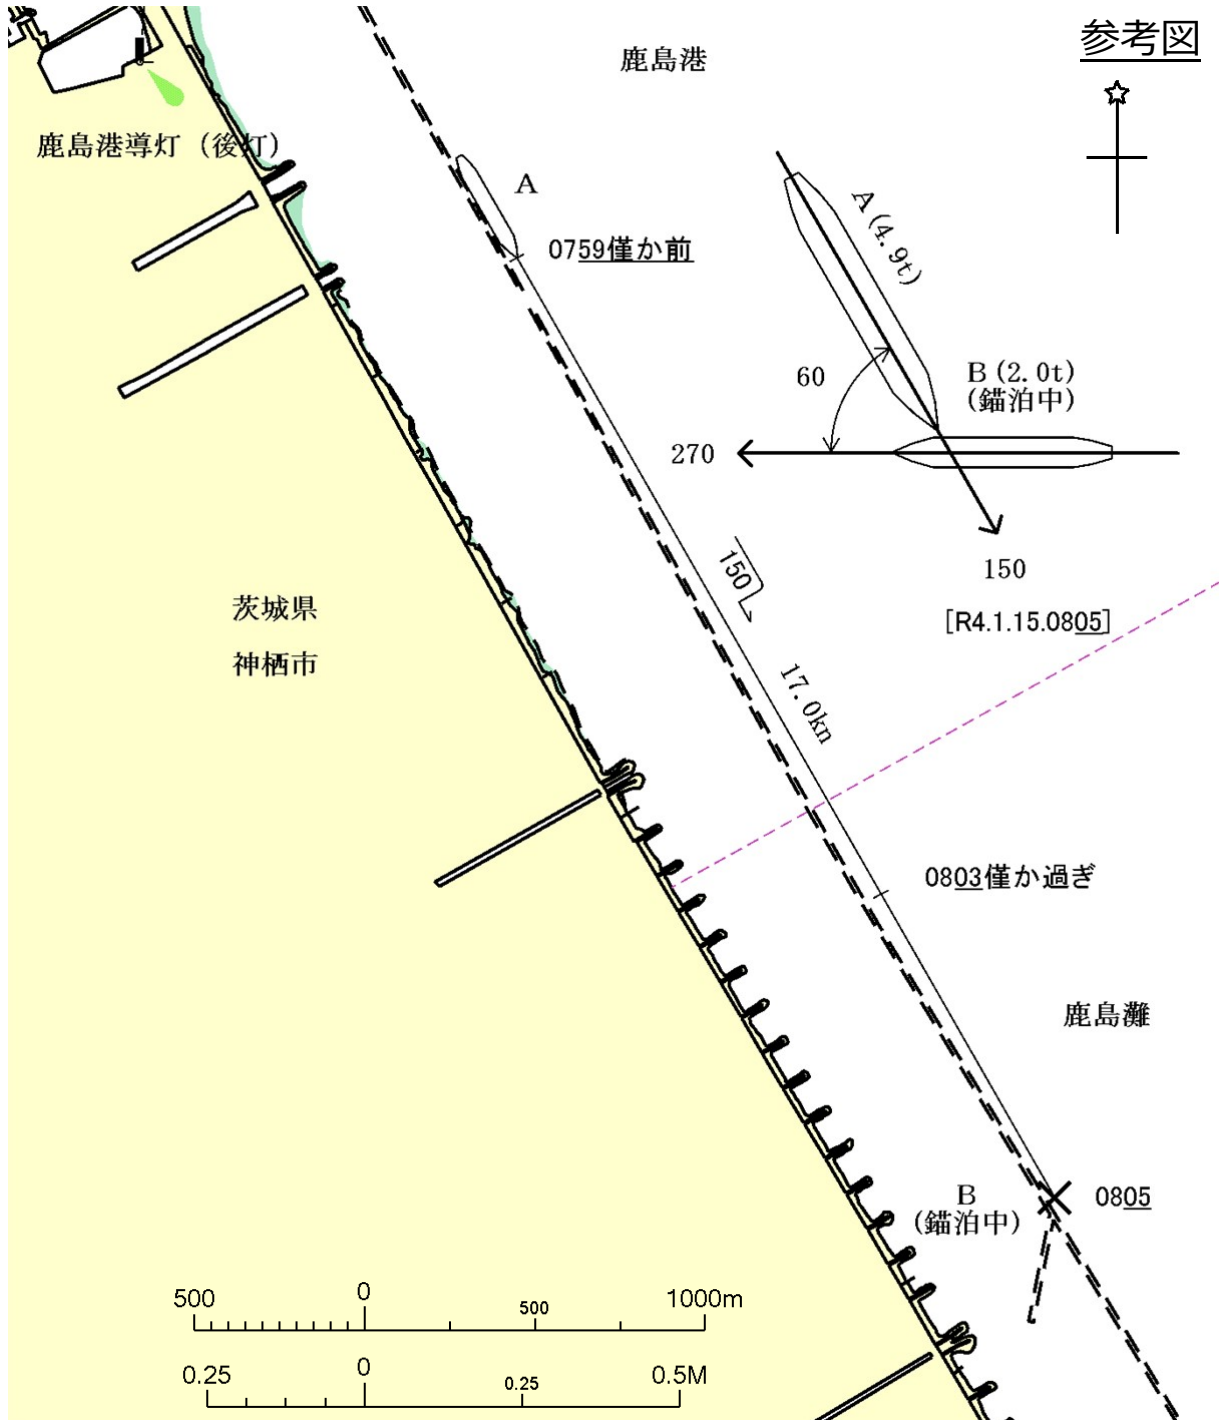 参考図
鹿島港
鹿島港導灯（後灯）
A
0759僅か前
A(4.9t)
60
B(2.0t)
(錨泊中)
270
150
[R4.1.15.0805]
150
茨城県
神栖市
17.0kn
0803僅か過ぎ
鹿島灘
B
(錨泊中)
0805
500 0 500 1000m
0.25 0 0.25 0.5M